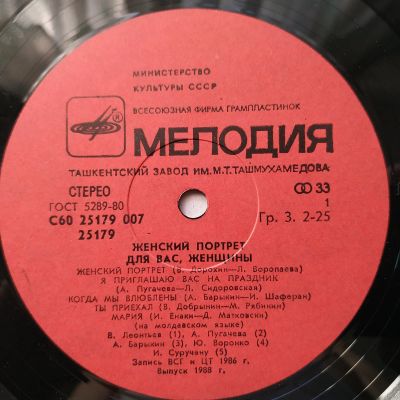 МИНИСТЕРСТВО
КУЛЬТУРЫ СССР
ВСЕСОЮЗНАЯ ФИРМА ГРАМПЛАСТИНОК
МЕЛОДИЯ
ТАШКЕНТСКИЙ ЗАВОД ИМ.М.Т.ТАШМУХАМЕДОВА
СТЕРЕО
33
ГОСТ 5289-80
1
С60 25179 007
Гр. 3. 2-25
25179
ЖЕНСКИЙ ПОРТРЕТ
ДЛЯ ВАС, ЖЕНЩИНЫ
ЖЕНСКИЙ ПОРТРЕТ (В. Дорохин—Л. Воропаева)
Я ПРИГЛАШАЮ ВАС НА ПРАЗДНИК
(А. Пугачева—Л. Сидоровская)
КОГДА МЫ ВЛЮБЛЕНЫ (А. Барыкин—И. Шаферан)
ТЫ ПРИЕХАЛ (В. Добрынин—М. Рябинин)
МАРИЯ (И. Енаки—Д. Матковски)
(на молдавском языке)
В. Леонтьев (1) А. Пугачева (2)
А. Барыкин (3) Ю. Воронко (4)
И. Суручану (5)
Запись ВСГ и ЦТ 1986 г.
Выпуск 1988 г.